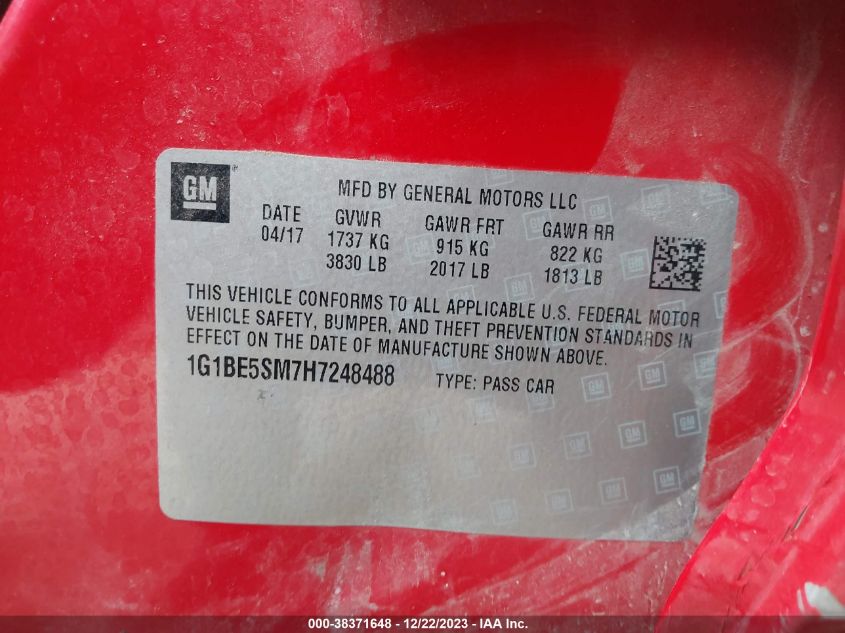 GM
MFD BY GENERAL MOTORS LLC
DATE GVWR GAWR FRT GAWR RR
04/17 1737 KG 915 KG 822 KG
3830 LB 2017 LB 1813 LB
THIS VEHICLE CONFORMS TO ALL APPLICABLE U.S. FEDERAL MOTOR
VEHICLE SAFETY, BUMPER, AND THEFT PREVENTION STANDARDS IN
EFFECT ON THE DATE OF MANUFACTURE SHOWN ABOVE.
1G1BE5SM7H7248488 TYPE: PASS CAR
000-38371648 - 12/22/2023 - IAA Inc.